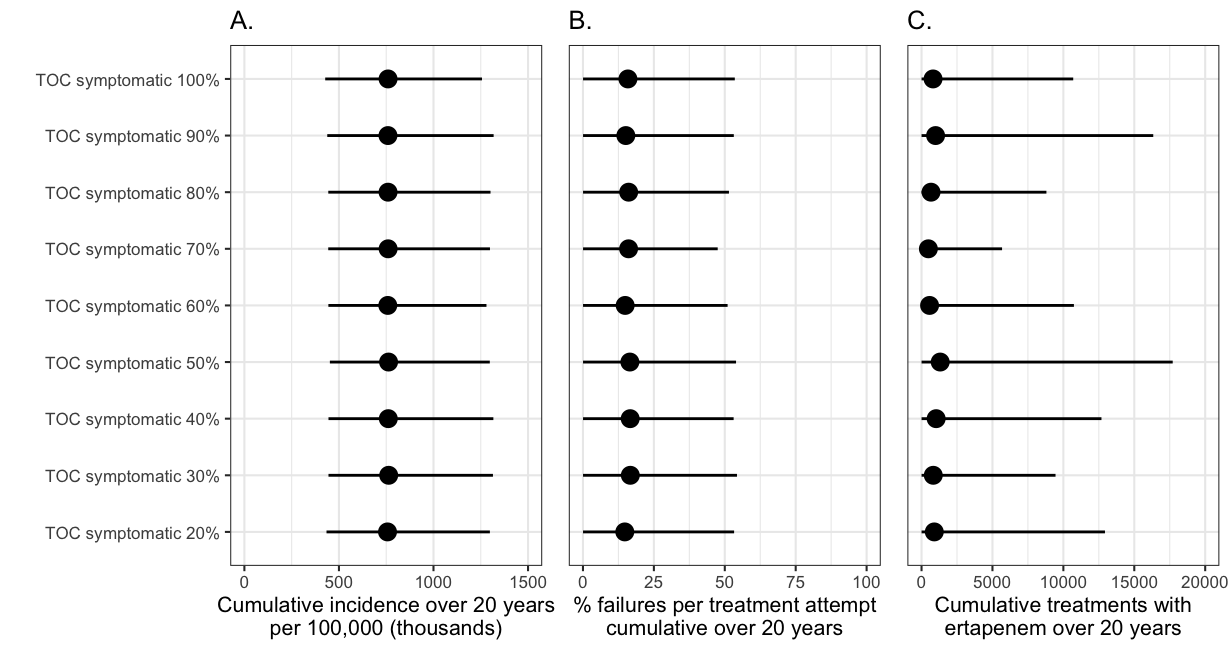 A.
B.
C.
TOC symptomatic 100%
TOC symptomatic 90%
TOC symptomatic 80%
TOC symptomatic 70%
TOC symptomatic 60%
TOC symptomatic 50%
TOC symptomatic 40%
TOC symptomatic 30%
TOC symptomatic 20%
0 500 1000 1500
Cumulative incidence over 20 years
per 100,000 (thousands)
0 25 50 75 100
% failures per treatment attempt
cumulative over 20 years
0 5000 10000 15000 20000
Cumulative treatments with
ertapenem over 20 years